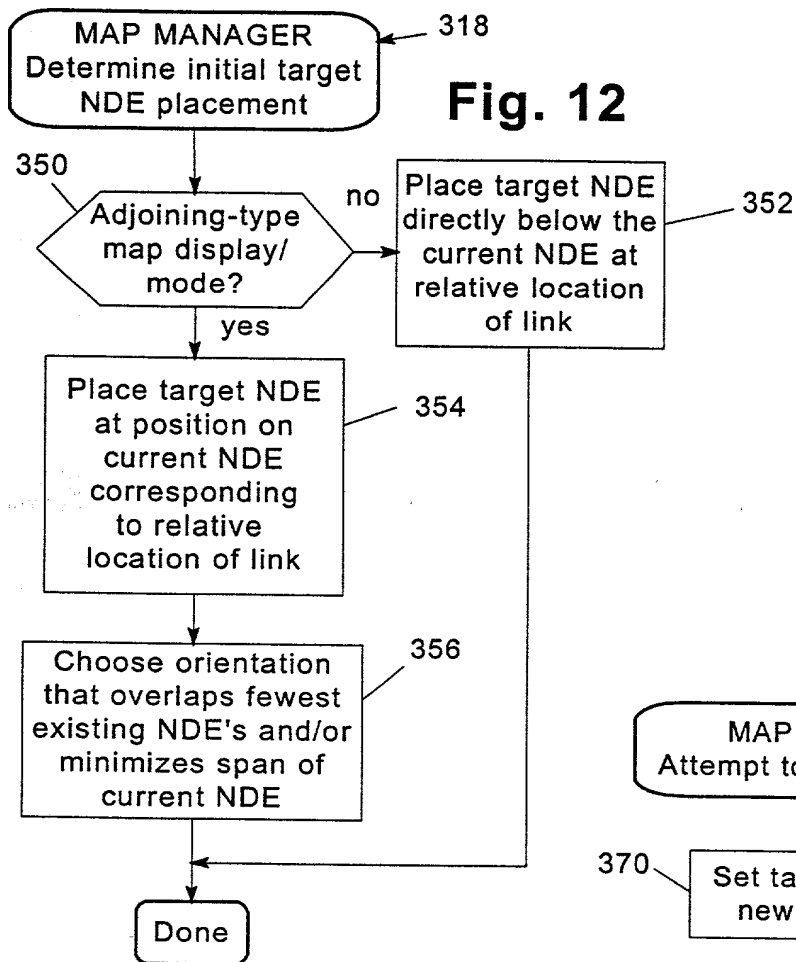 MAP MANAGER
Determine initial target
NDE placement
318
Fig. 12
350
Adjoining-type
map display/
mode?
no
yes
Place target NDE
directly below the
current NDE at
relative location
of link
352
Place target NDE
at position on
current NDE
corresponding
to relative
location of link
354
Choose orientation
that overlaps fewest
existing NDE's and/or
minimizes span of
current NDE
356
Done
MAP
Attempt to
370
Set ta
new